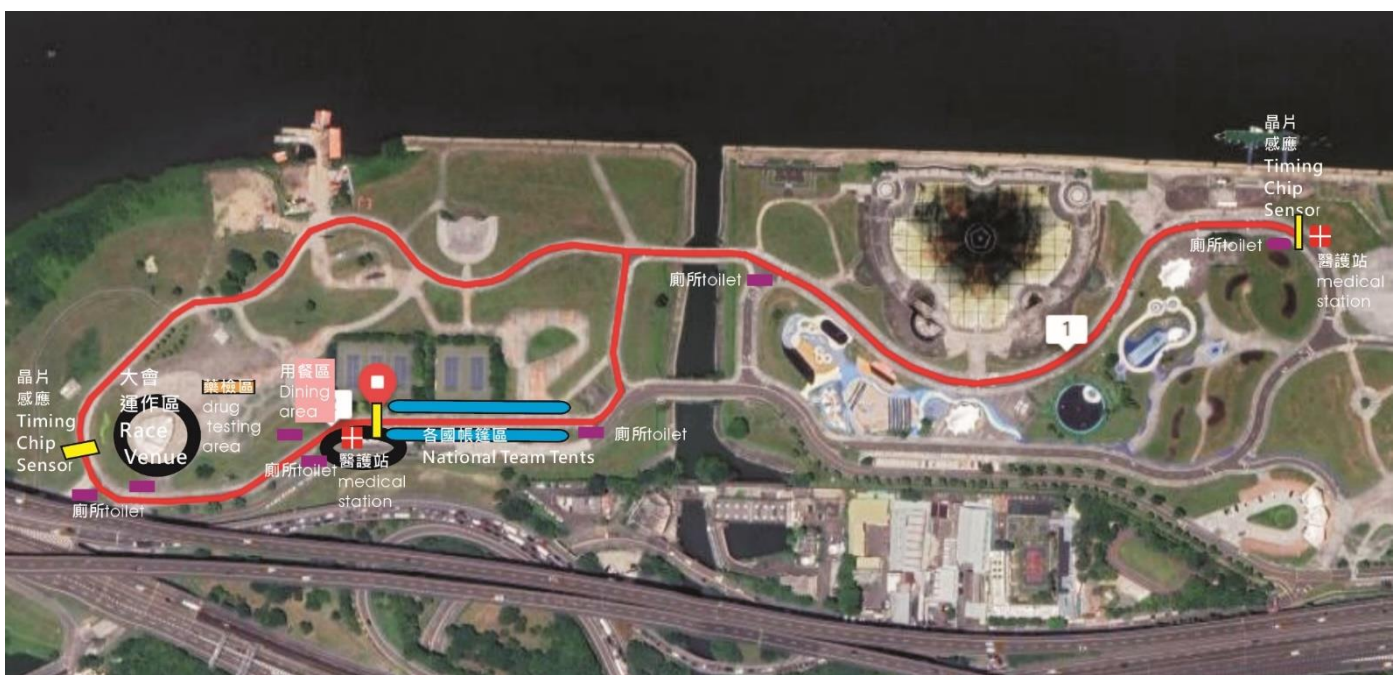 晶片
感應
Timing
Chip
Sensor
廁所toilet
醫護站
medical
station
廁所toilet
1
晶片
感應
Timing
Chip
Sensor
大會
運作區
Race
Venue
藥檢區
drug
testing
area
用餐區
Dining
area
各國帳篷區
National Team Tents
廁所toilet
廁所toilet
醫護站
medical
station
廁所toilet